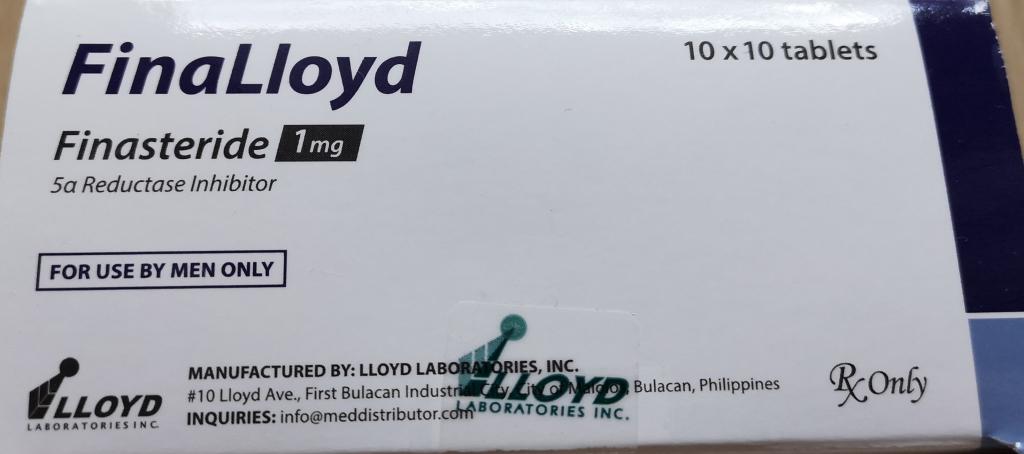 FinaLloyd
10 x 10 tablets
Finasteride 1mg
5α Reductase Inhibitor
FOR USE BY MEN ONLY
LLOYD
LABORATORIES INC.
MANUFACTURED BY: LLOYD LABORATORIES, INC.
#10 Lloyd Ave., First Bulacan Industrial City, City of Malolos Bulacan, Philippines
INQUIRIES: info@meddistributor.com
LLOYD
LABORATORIES INC.
Rx Only